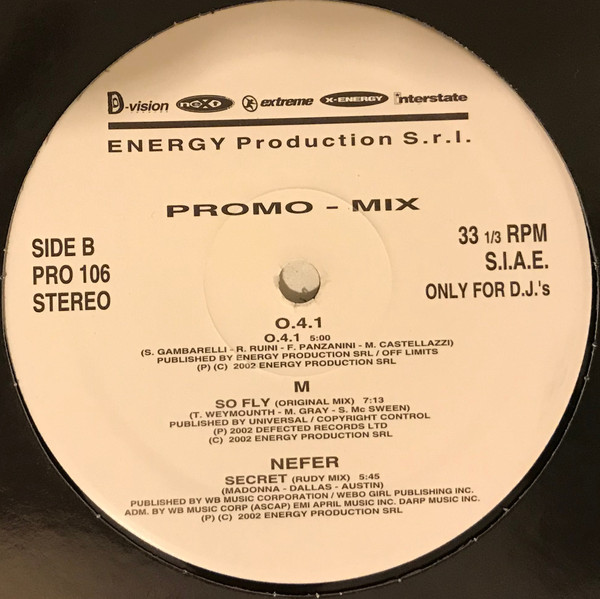 D-vision
RECORDS
nexo extreme X-ENERGY interstate
ENERGY Production S.r.l.
PROMO - MIX
SIDE B
PRO 106
STEREO
33 1/3 RPM
S.I.A.E.
ONLY FOR D.J.'s
O.4.1
O.4.1 5:00
(S. GAMBARELLI - R. RUINI - F. PANZANINI - M. CASTELLAZZI)
PUBLISHED BY ENERGY PRODUCTION SRL / OFF LIMITS
(P) (C) 2002 ENERGY PRODUCTION SRL
M
SO FLY (ORIGINAL MIX) 7:13
(T. WEYMOUNTH - M. GRAY - S. Mc SWEEN)
PUBLISHED BY UNIVERSAL / COPYRIGHT CONTROL
(P) 2002 DEFECTED RECORDS LTD
(C) 2002 ENERGY PRODUCTION SRL
NEFER
SECRET (RUDY MIX) 5:45
(MADONNA - DALLAS - AUSTIN)
PUBLISHED BY WB MUSIC CORPORATION / WEBO GIRL PUBLISHING INC.
ADM. BY WB MUSIC CORP (ASCAP) EMI APRIL MUSIC INC. DARP MUSIC INC.
(P) (C) 2002 ENERGY PRODUCTION SRL